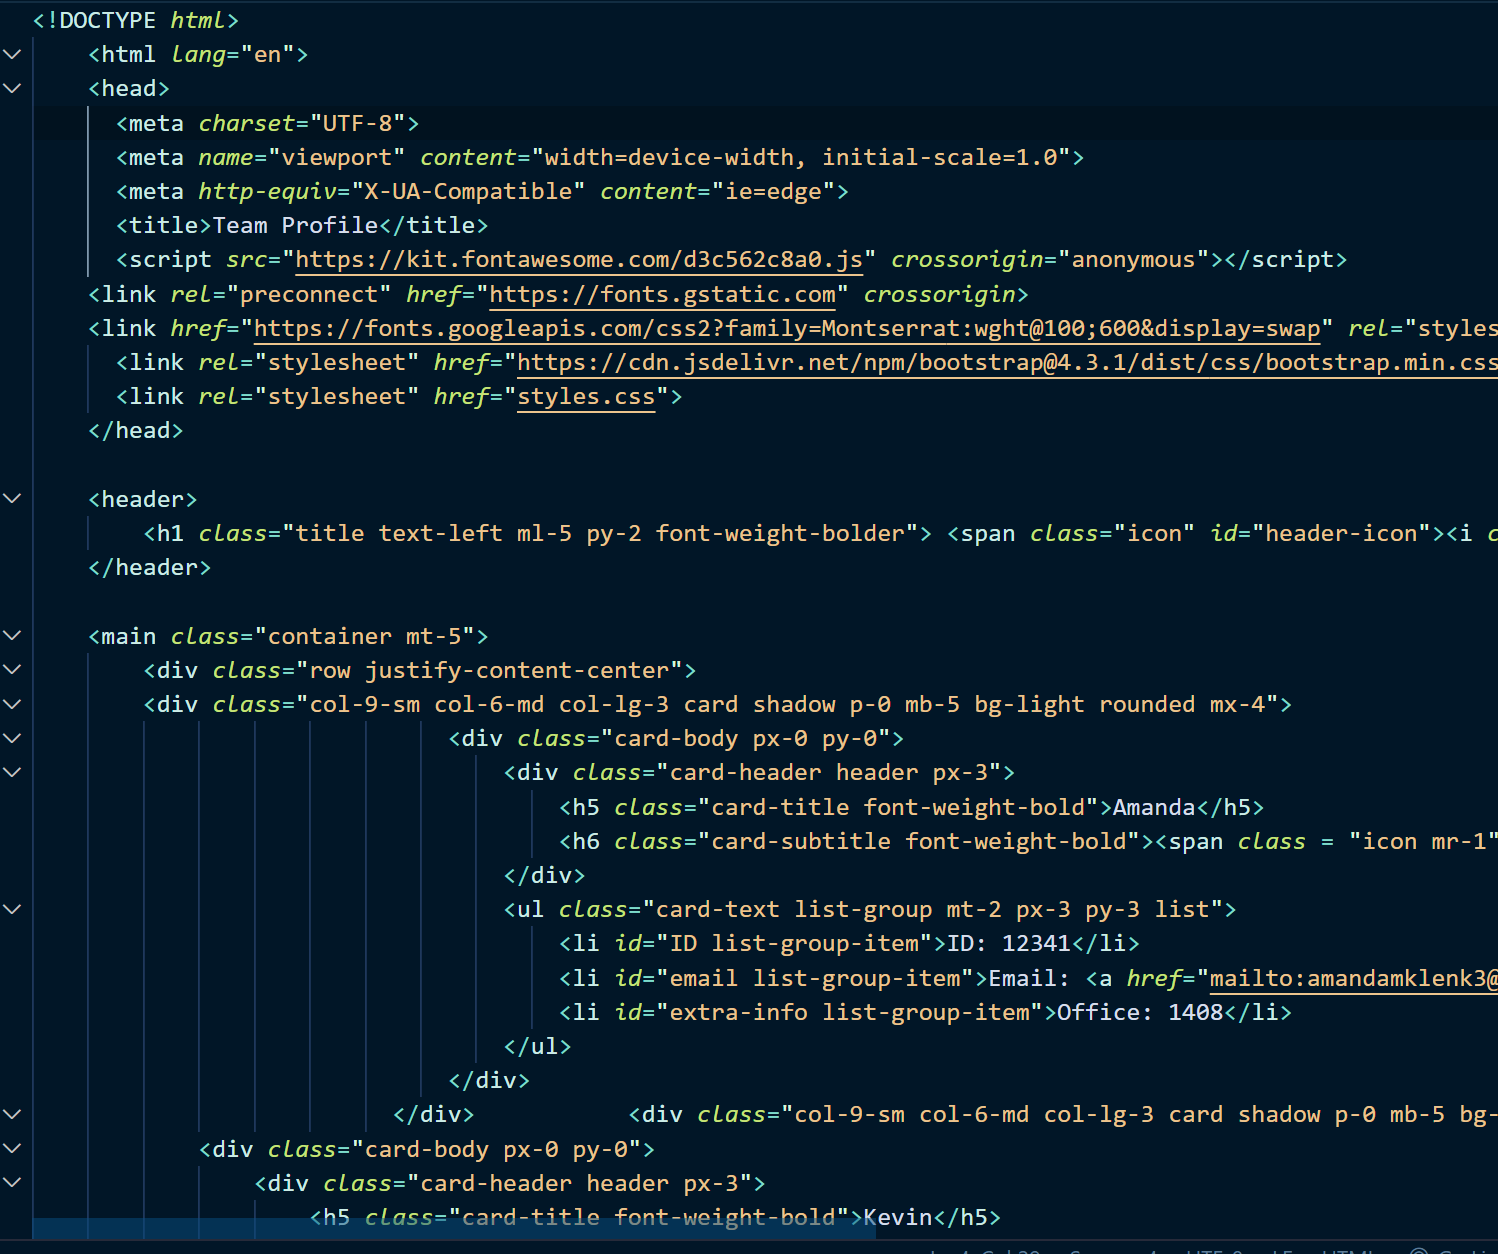 <!DOCTYPE html>
<html lang="en">
<head>
<meta charset="UTF-8">
<meta name="viewport" content="width=device-width, initial-scale=1.0">
<meta http-equiv="X-UA-Compatible" content="ie=edge">
<title>Team Profile</title>
<script src="https://kit.fontawesome.com/d3c562c8a0.js" crossorigin="anonymous"></script>
<link rel="preconnect" href="https://fonts.gstatic.com" crossorigin>
<link href="https://fonts.googleapis.com/css2?family=Montserrat:wght@100;600&display=swap" rel="styles
<link rel="stylesheet" href="https://cdn.jsdelivr.net/npm/bootstrap@4.3.1/dist/css/bootstrap.min.css
<link rel="stylesheet" href="styles.css">
</head>
<header>
<h1 class="title text-left ml-5 py-2 font-weight-bolder"> <span class="icon" id="header-icon"><i c
</header>
<main class="container mt-5">
<div class="row justify-content-center">
<div class="col-9-sm col-6-md col-lg-3 card shadow p-0 mb-5 bg-light rounded mx-4">
<div class="card-body px-0 py-0">
<div class="card-header header px-3">
<h5 class="card-title font-weight-bold">Amanda</h5>
<h6 class="card-subtitle font-weight-bold"><span class = "icon mr-1"
</div>
<ul class="card-text list-group mt-2 px-3 py-3 list">
<li id="ID list-group-item">ID: 12341</li>
<li id="email list-group-item">Email: <a href="mailto:amandamklenk3@
<li id="extra-info list-group-item">Office: 1408</li>
</ul>
</div>
</div> <div class="col-9-sm col-6-md col-lg-3 card shadow p-0 mb-5 bg-
<div class="card-body px-0 py-0">
<div class="card-header header px-3">
<h5 class="card-title font-weight-bold">Kevin</h5>